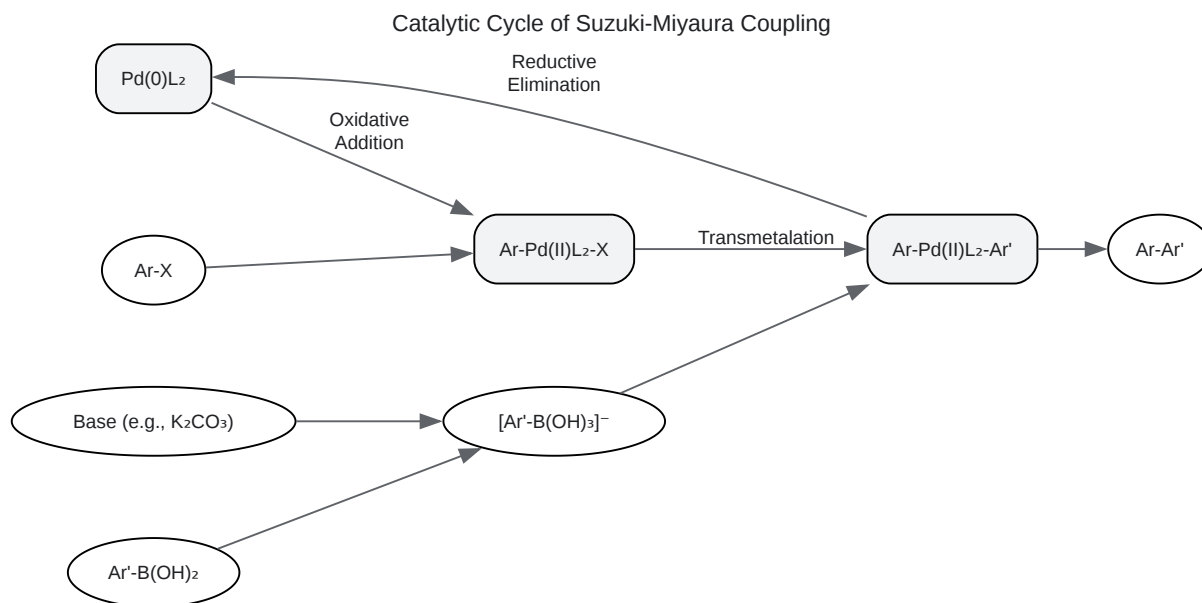 Catalytic Cycle of Suzuki-Miyaura Coupling
Pd(0)L₂
Reductive
Elimination
Oxidative
Addition
Ar-X
Ar-Pd(II)L₂-X
Transmetalation
Ar-Pd(II)L₂-Ar'
Ar-Ar'
Base (e.g., K₂CO₃)
[Ar'-B(OH)₃]⁻
Ar'-B(OH)₂